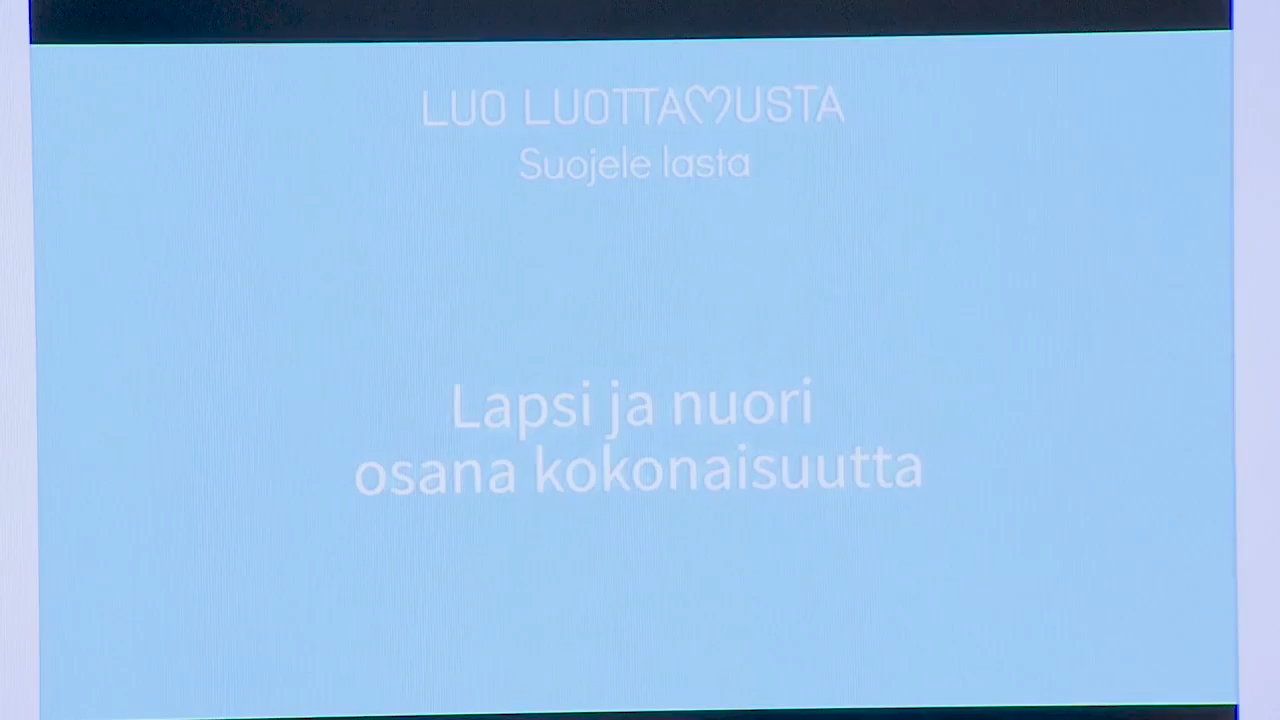 LUO LUOTTAMUSTA
Suojele lasta
Lapsi ja nuori
osana kokonaisuutta